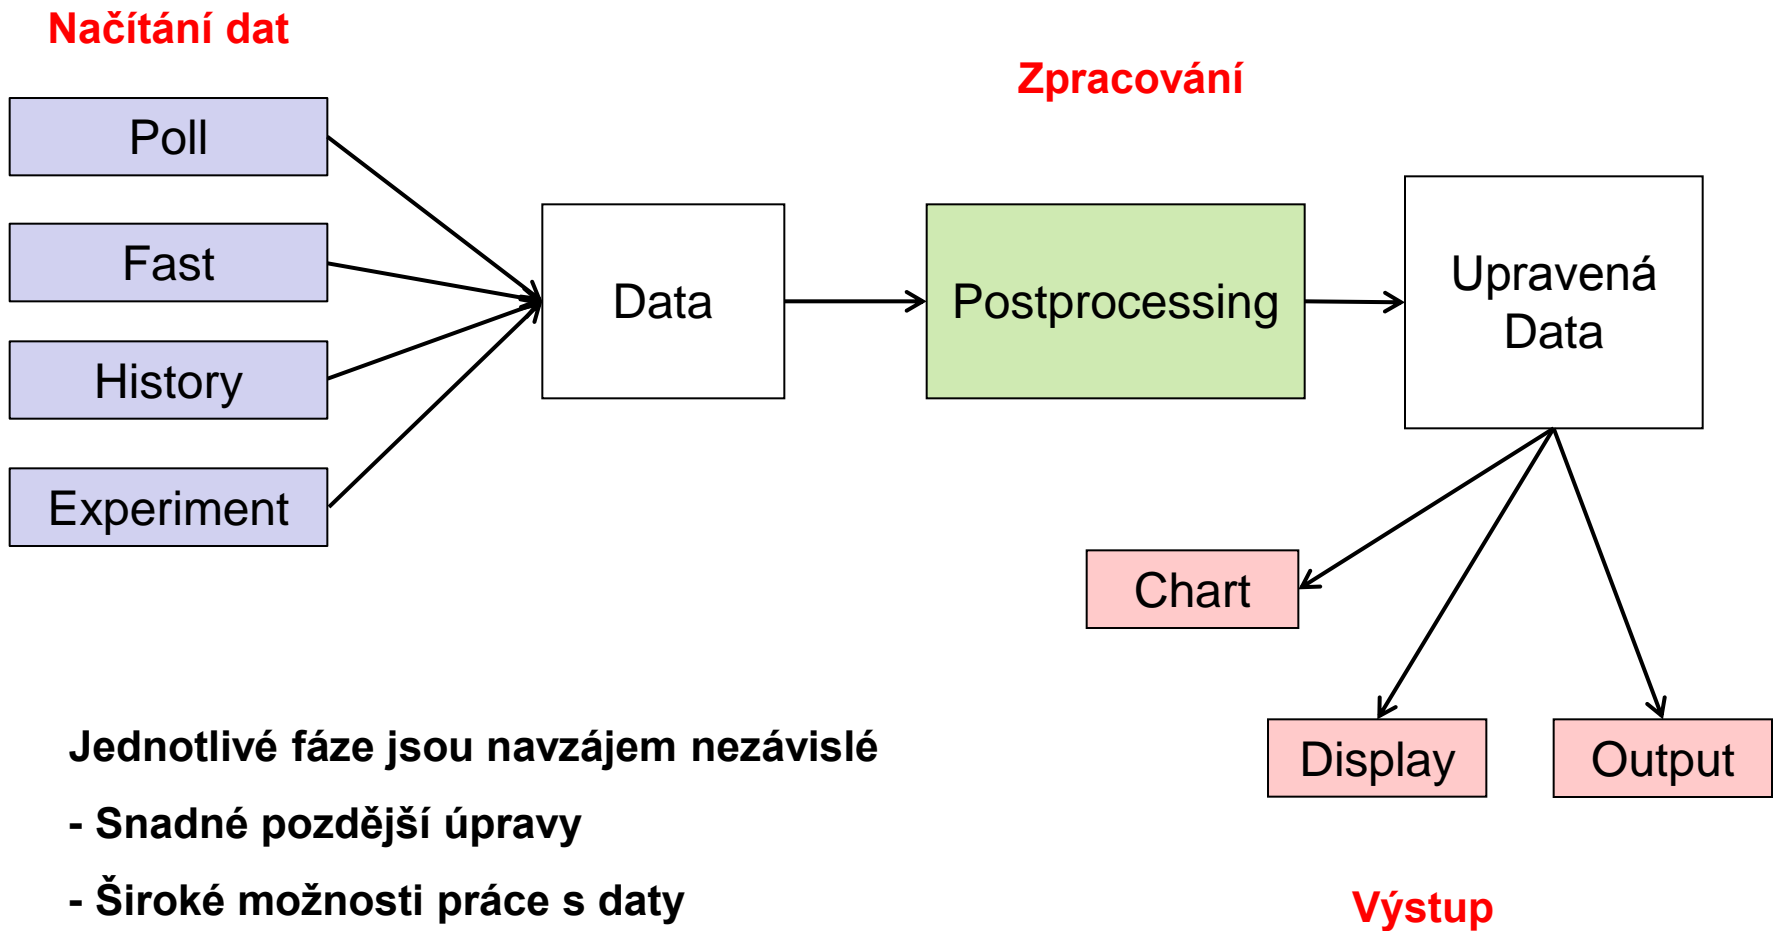 Načítání dat
Zpracování
Poll
Fast
History
Experiment
Data
Postprocessing
Upravená
Data
Chart
Display
Output
Jednotlivé fáze jsou navzájem nezávislé
- Snadné pozdější úpravy
- Široké možnosti práce s daty
Výstup